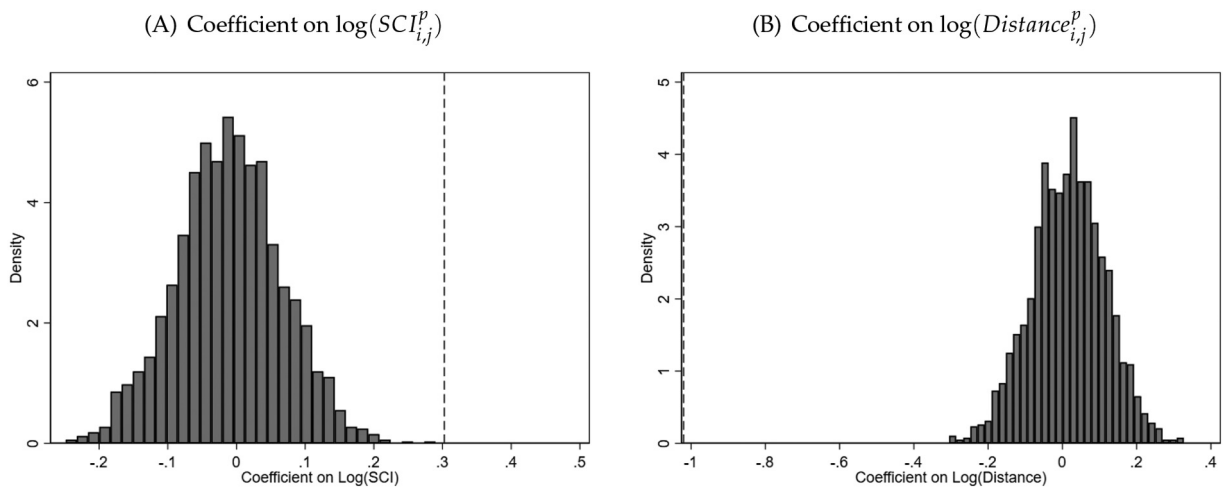 (A) Coefficient on log(SCI^p_{i,j})
6
4
2
0
Density
-.2 -.1 0 .1 .2 .3 .4 .5
Coefficient on Log(SCI)
(B) Coefficient on log(Distance^p_{i,j})
5
4
3
2
1
0
Density
-1 -.8 -.6 -.4 -.2 0 .2 .4
Coefficient on Log(Distance)